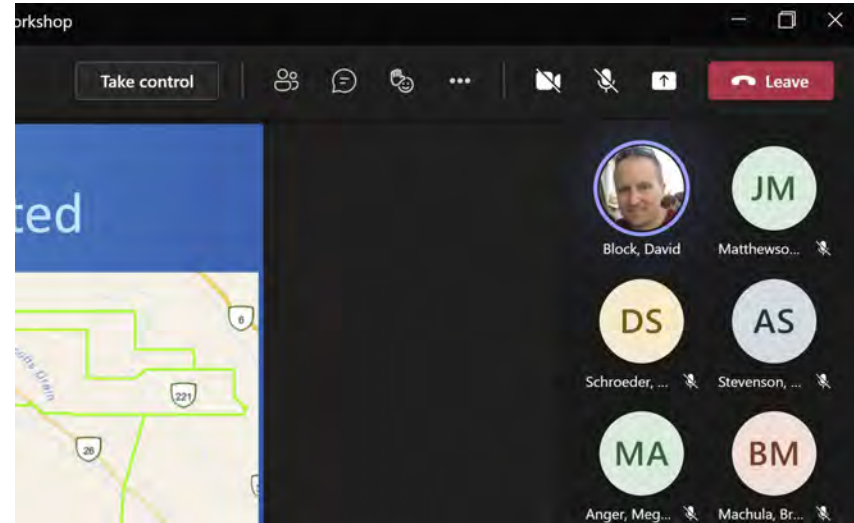 orkshop
Take control
Leave
ted
JM
Block, David
Matthewso...
DS
AS
Schroeder, ...
Stevenson, ...
MA
BM
Anger, Meg...
Machula, Br...
6
221
26
Drain